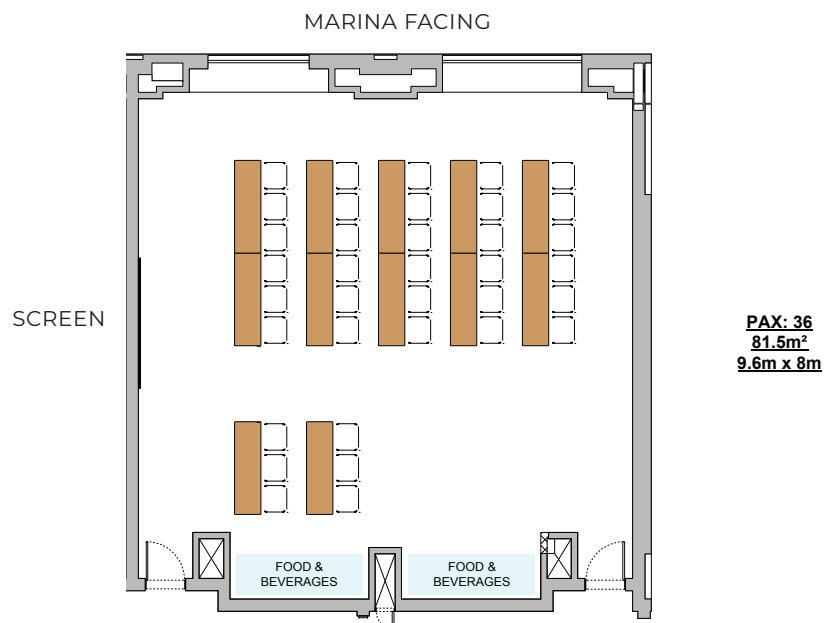 MARINA FACING
SCREEN
PAX: 36
81.5m²
9.6m x 8m
FOOD &
BEVERAGES
FOOD &
BEVERAGES